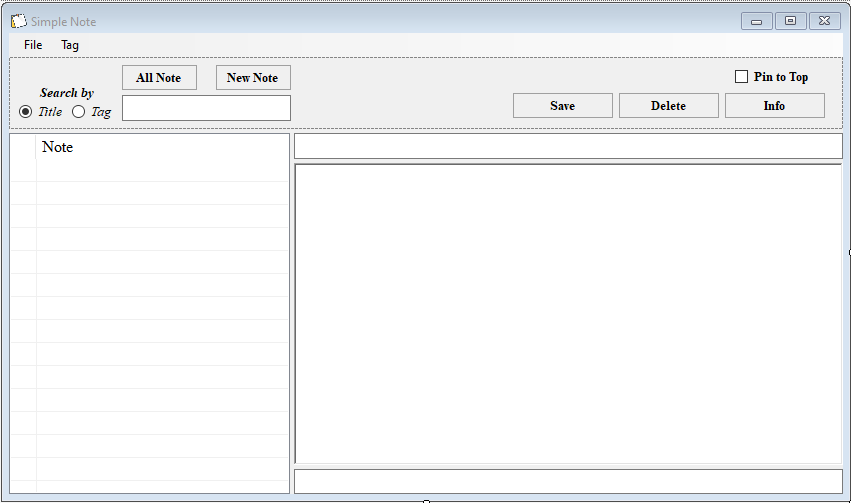 Simple Note
File Tag
All Note New Note Pin to Top
Search by
Title Tag Save Delete Info
Note